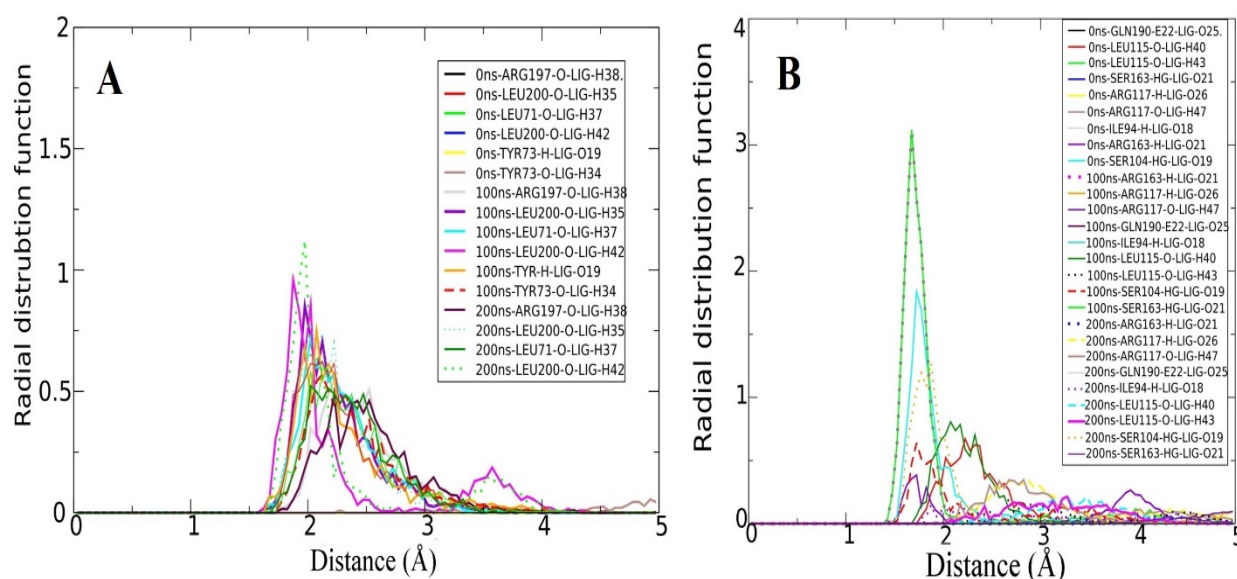 A
Radial distrubtion function
2
1.5
1
0.5
0
0ns-ARG197-O-LIG-H38.
0ns-LEU200-O-LIG-H35
0ns-LEU71-O-LIG-H37
0ns-LEU200-O-LIG-H42
0ns-TYR73-H-LIG-O19
0ns-TYR73-O-LIG-H34
100ns-ARG197-O-LIG-H38
100ns-LEU200-O-LIG-H35
100ns-LEU71-O-LIG-H37
100ns-LEU200-O-LIG-H42
100ns-TYR-H-LIG-O19
100ns-TYR73-O-LIG-H34
200ns-ARG197-O-LIG-H38
200ns-LEU200-O-LIG-H35
200ns-LEU71-O-LIG-H37
200ns-LEU200-O-LIG-H42
0 1 2 3 4 5
Distance (Å)
B
Radial distribution function
4
3
2
1
0
0ns-GLN190-E22-LIG-O25.
0ns-LEU115-O-LIG-H40
0ns-LEU115-O-LIG-H43
0ns-SER163-HG-LIG-O21
0ns-ARG117-H-LIG-O26
0ns-ARG117-O-LIG-H47
0ns-ILE94-H-LIG-O18
0ns-ARG163-H-LIG-O21
0ns-SER104-HG-LIG-O19
100ns-ARG163-H-LIG-O21
100ns-ARG117-H-LIG-O26
100ns-ARG117-O-LIG-H47
100ns-GLN190-E22-LIG-O25
100ns-ILE94-H-LIG-O18
100ns-LEU115-O-LIG-H40
100ns-LEU115-O-LIG-H43
100ns-SER104-HG-LIG-O19
100ns-SER163-HG-LIG-O21
200ns-ARG163-H-LIG-O21
200ns-ARG117-H-LIG-O26
200ns-ARG117-O-LIG-H47
200ns-GLN190-E22-LIG-O25
200ns-ILE94-H-LIG-O18
200ns-LEU115-O-LIG-H40
200ns-LEU115-O-LIG-H43
200ns-SER104-HG-LIG-O19
200ns-SER163-HG-LIG-O21
0 1 2 3 4 5
Distance (Å)